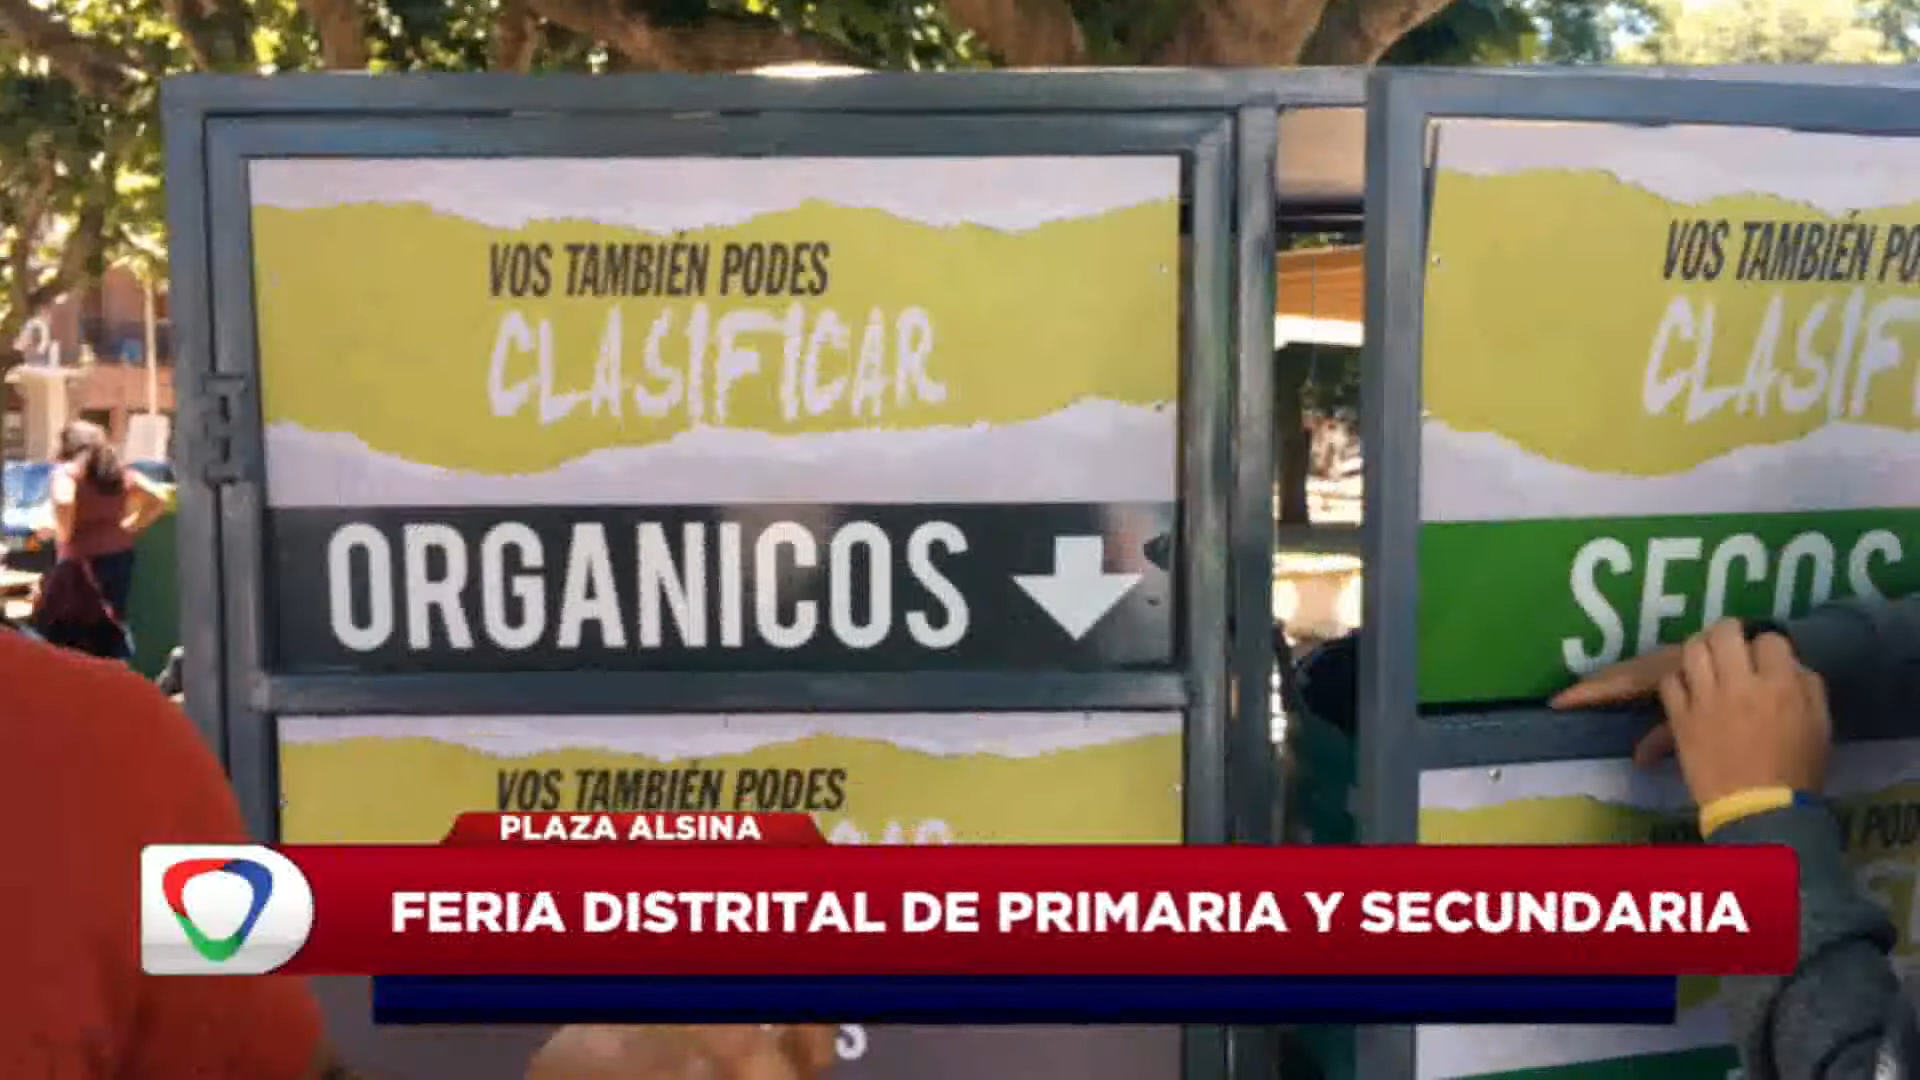 VOS TAMBIÉN PODES
CLASIFICAR
ORGANICOS
VOS TAMBIÉN
CLASIF
SECOS
VOS TAMBIÉN PODES
PLAZA ALSINA
FERIA DISTRITAL DE PRIMARIA Y SECUNDARIA